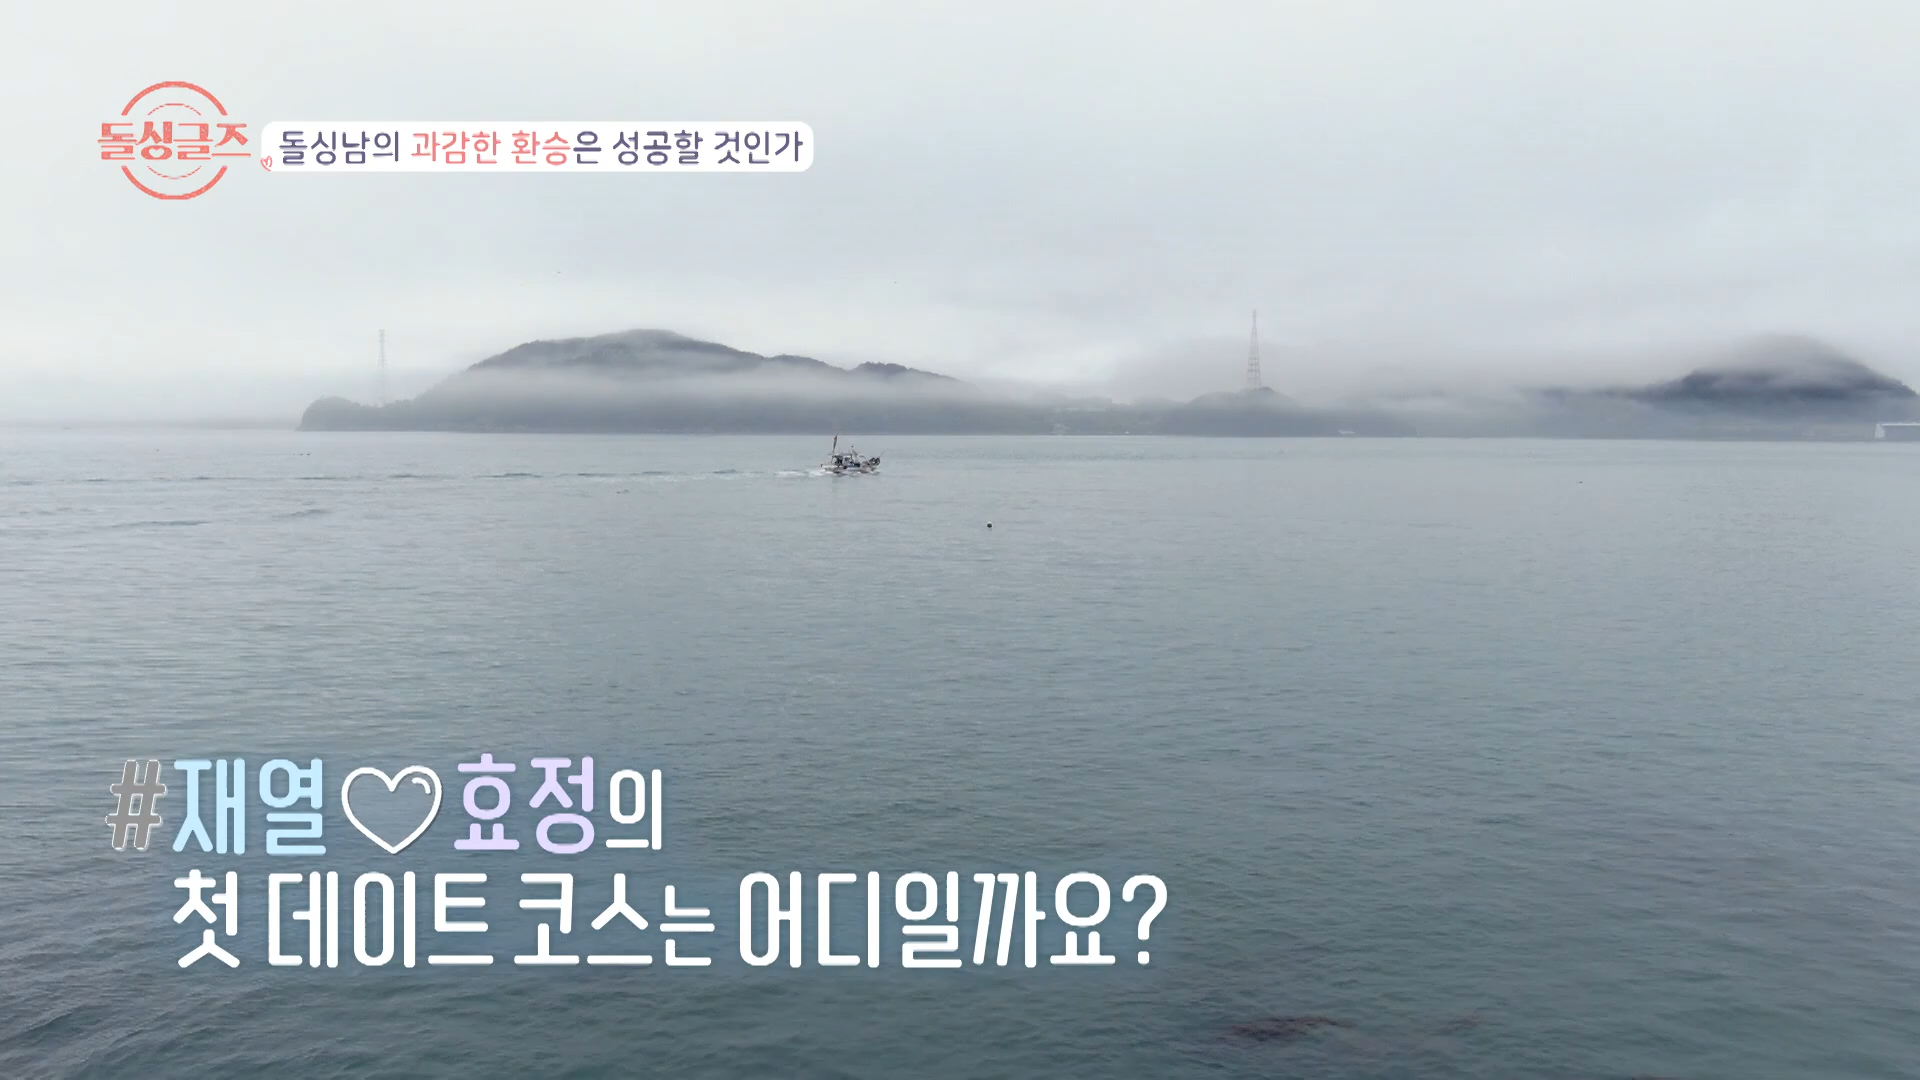 돌싱글즈
돌싱남의 과감한 환승은 성공할 것인가
#재열♡효정의
첫 데이트 코스는 어디일까요?